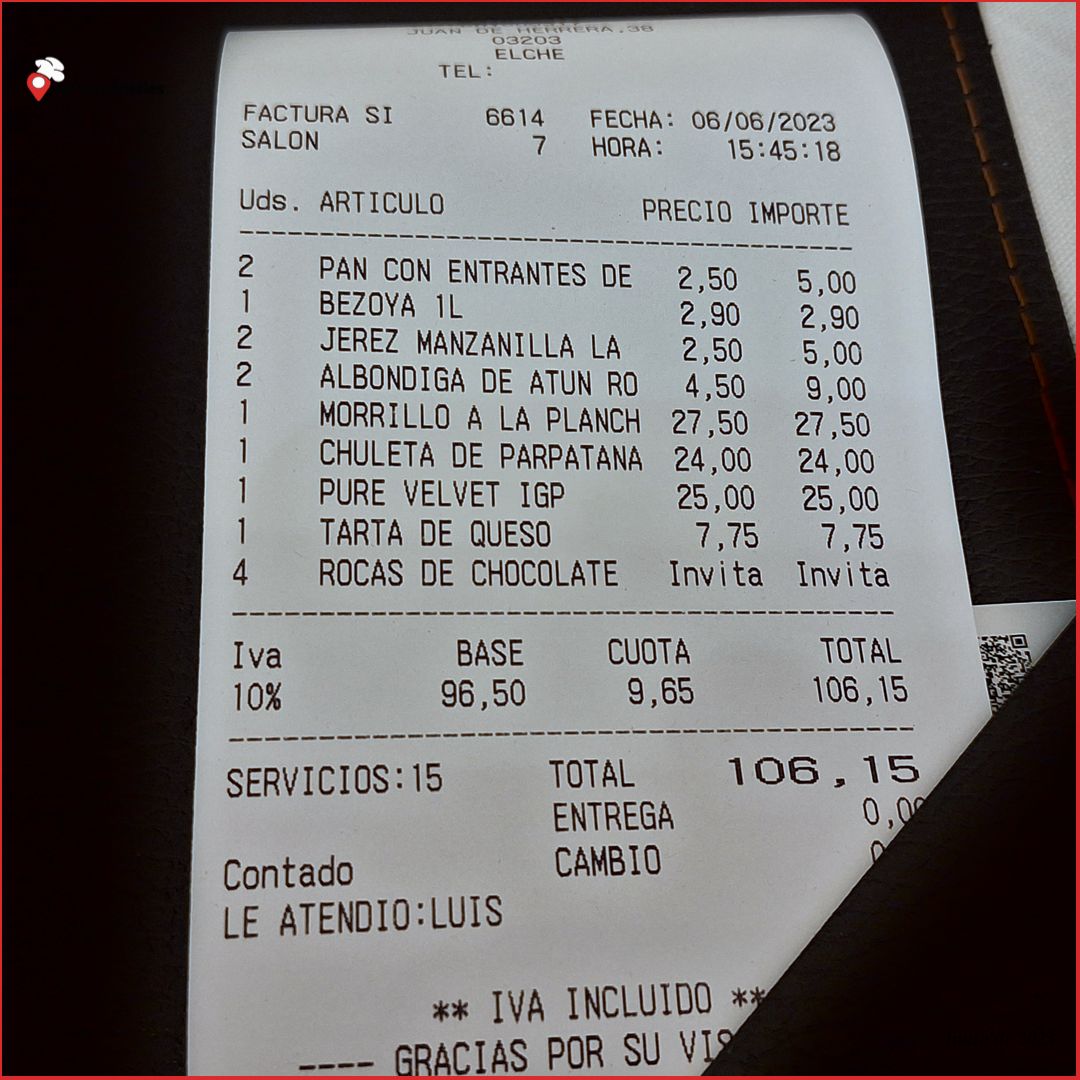 JUAN DE HERRERA,38
03203
ELCHE
TEL:
FACTURA SI 6614 FECHA: 06/06/2023
SALON 7 HORA: 15:45:18
Uds. ARTICULO PRECIO IMPORTE
2 PAN CON ENTRANTES DE 2,50 5,00
1 BEZOYA 1L 2,90 2,90
2 JEREZ MANZANILLA LA 2,50 5,00
2 ALBONDIGA DE ATUN RO 4,50 9,00
1 MORRILLO A LA PLANCH 27,50 27,50
1 CHULETA DE PARPATANA 24,00 24,00
1 PURE VELVET IGP 25,00 25,00
1 TARTA DE QUESO 7,75 7,75
4 ROCAS DE CHOCOLATE Invita Invita
Iva BASE CUOTA TOTAL
10% 96,50 9,65 106,15
SERVICIOS:15 TOTAL 106,15
ENTREGA 0,00
Contado CAMBIO 0
LE ATENDIO:LUIS
** IVA INCLUIDO **
---- GRACIAS POR SU VIS